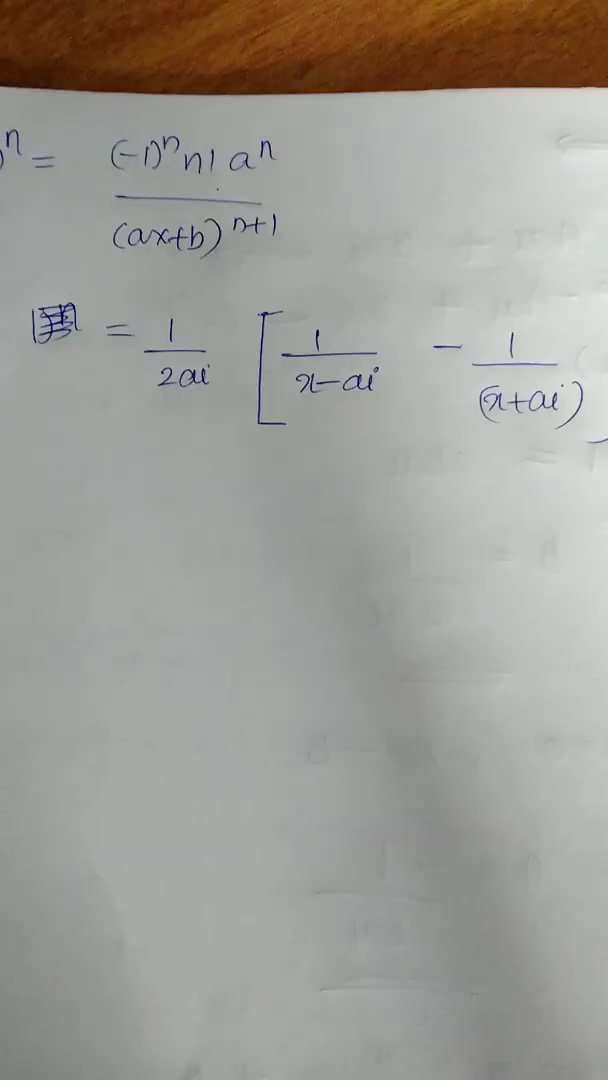 )ⁿ = (-1)ⁿ n! aⁿ
(ax+b)ⁿ⁺¹
= 1/2ai [ 1/x-ai - 1/(x+ai) )